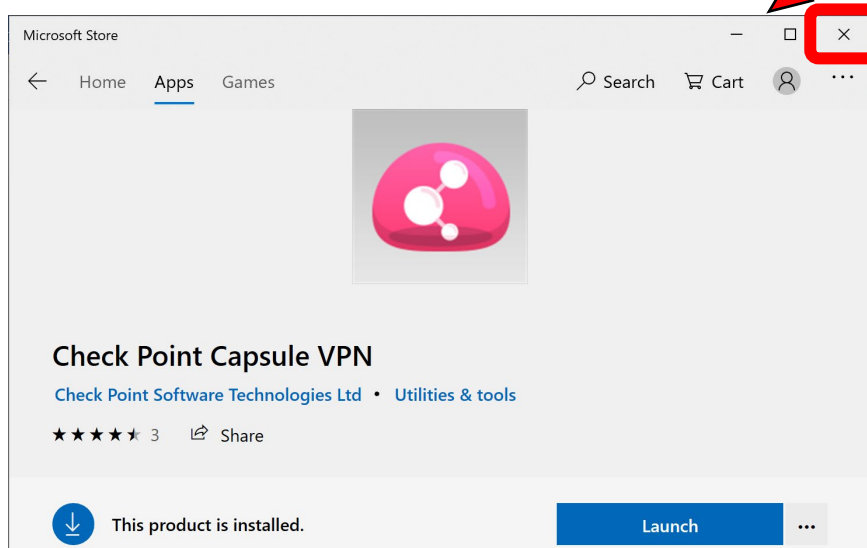 Microsoft Store
Home Apps Games Search Cart
Check Point Capsule VPN
Check Point Software Technologies Ltd • Utilities & tools
3 Share
This product is installed. Launch